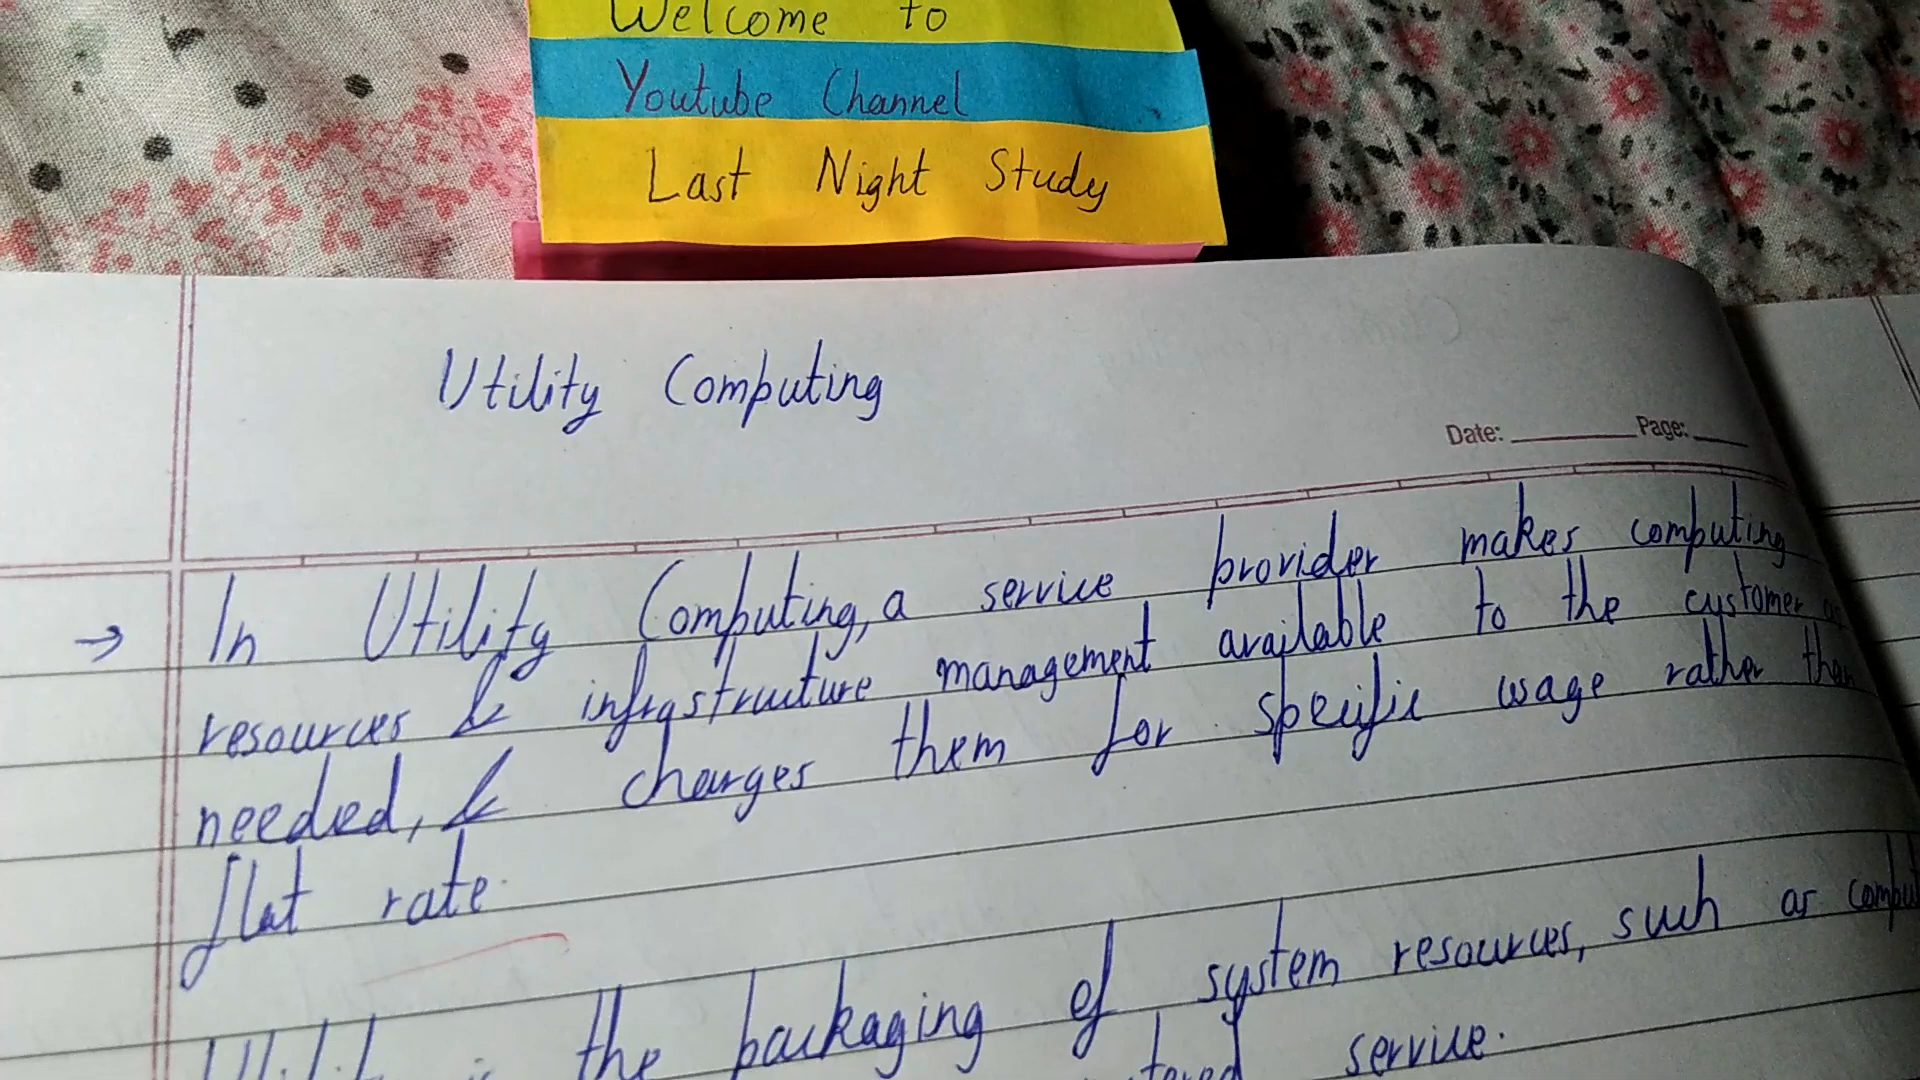 Welcome to
Youtube Channel
Last Night Study
Utility Computing
Date: Page:
→ In Utility Computing, a service provider makes computing
resources & infrastructure management available to the customer as
needed, & charges them for specific usage rather than
flat rate.
is the packaging of system resources, such as
service.